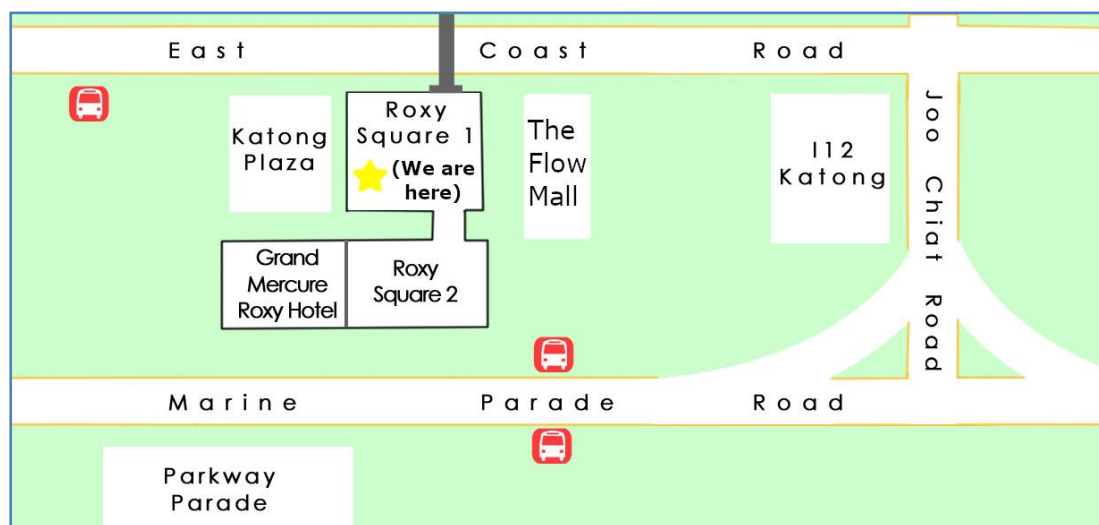 East Coast Road
Roxy
Square 1
(We are
here)
Katong
Plaza
The
Flow
Mall
I12
Katong
Joo Chiat Road
Grand
Mercure
Roxy Hotel
Roxy
Square 2
Marine Parade Road
Parkway
Parade